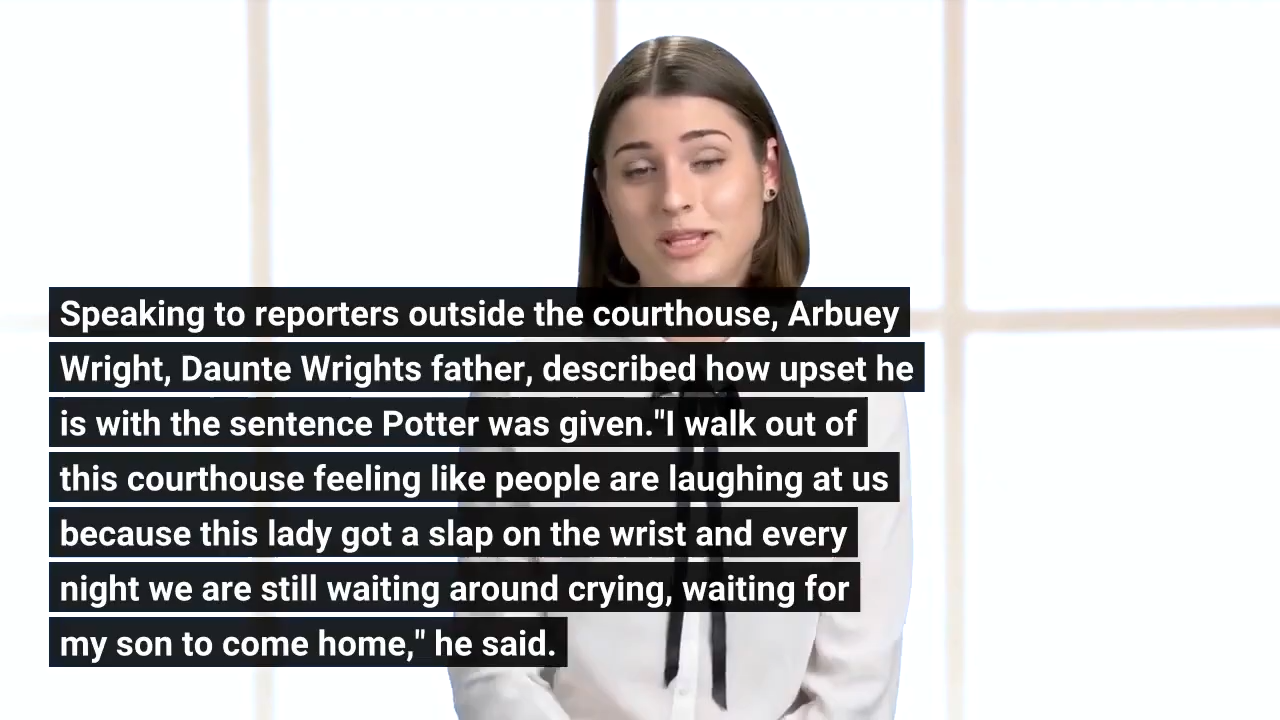 Speaking to reporters outside the courthouse, Arbuey
Wright, Daunte Wrights father, described how upset he
is with the sentence Potter was given."I walk out of
this courthouse feeling like people are laughing at us
because this lady got a slap on the wrist and every
night we are still waiting around crying, waiting for
my son to come home," he said.